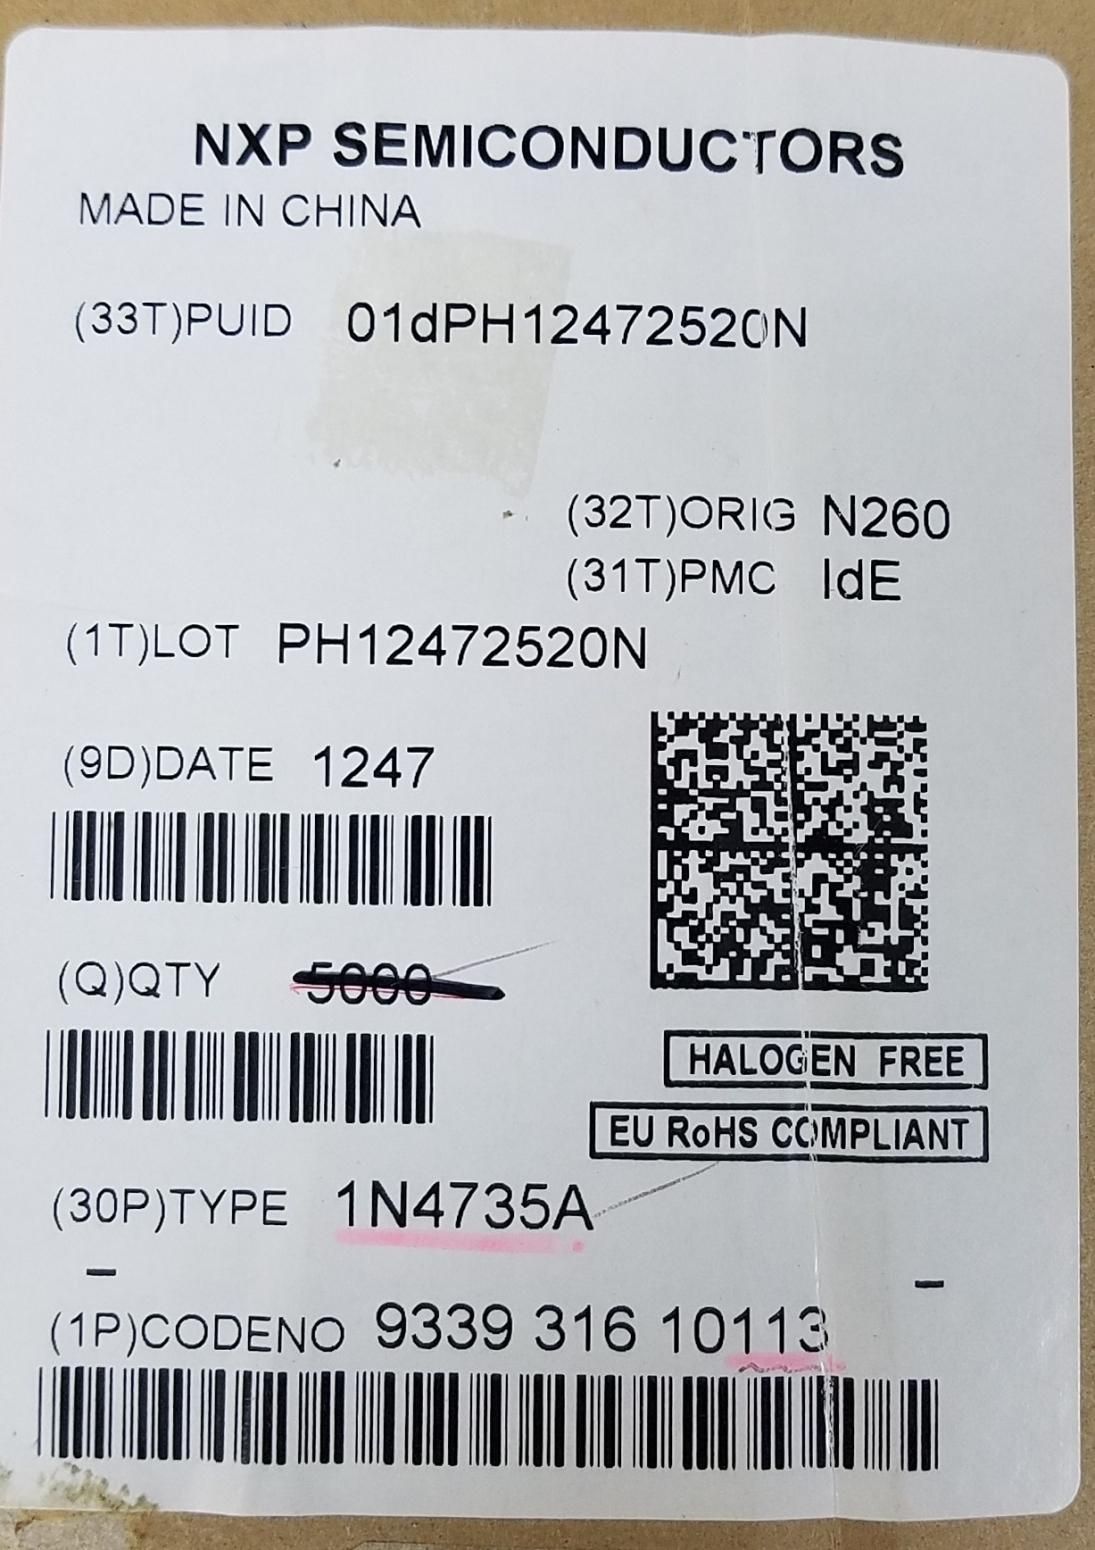 NXP SEMICONDUCTORS
MADE IN CHINA
(33T)PUID 01dPH12472520N
(32T)ORIG N260
(31T)PMC IdE
(1T)LOT PH12472520N
(9D)DATE 1247
(Q)QTY 5000
HALOGEN FREE
EU RoHS COMPLIANT
(30P)TYPE 1N4735A
(1P)CODENO 9339 316 10113